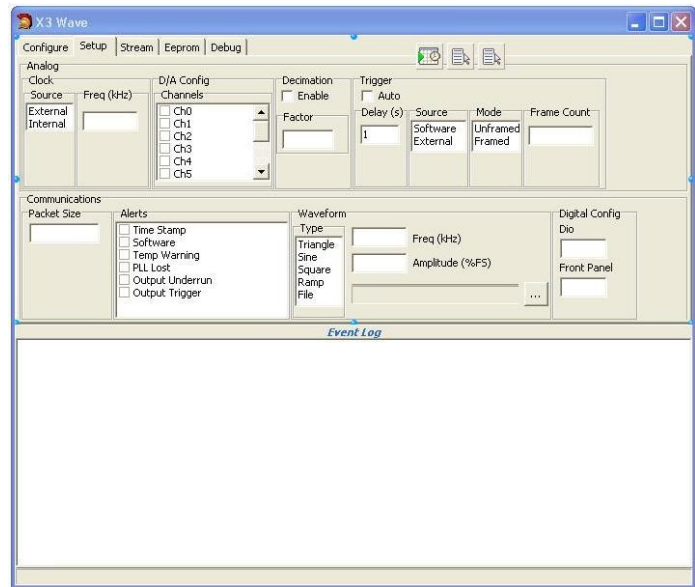 X3 Wave
Configure Setup Stream Eeprom Debug
Analog
Clock
Source
External
Internal
Freq (kHz)
D/A Config
Channels
Ch0
Ch1
Ch2
Ch3
Ch4
Ch5
Decimation
Enable
Factor
Trigger
Auto
Delay (s)
1
Source
Software
External
Mode
Unframed
Framed
Frame Count
Communications
Packet Size
Alerts
Time Stamp
Software
Temp Warning
PLL Lost
Output Underrun
Output Trigger
Waveform
Type
Triangle
Sine
Square
Ramp
File
Freq (kHz)
Amplitude (%FS)
...
Digital Config
Dio
Front Panel
Event Log